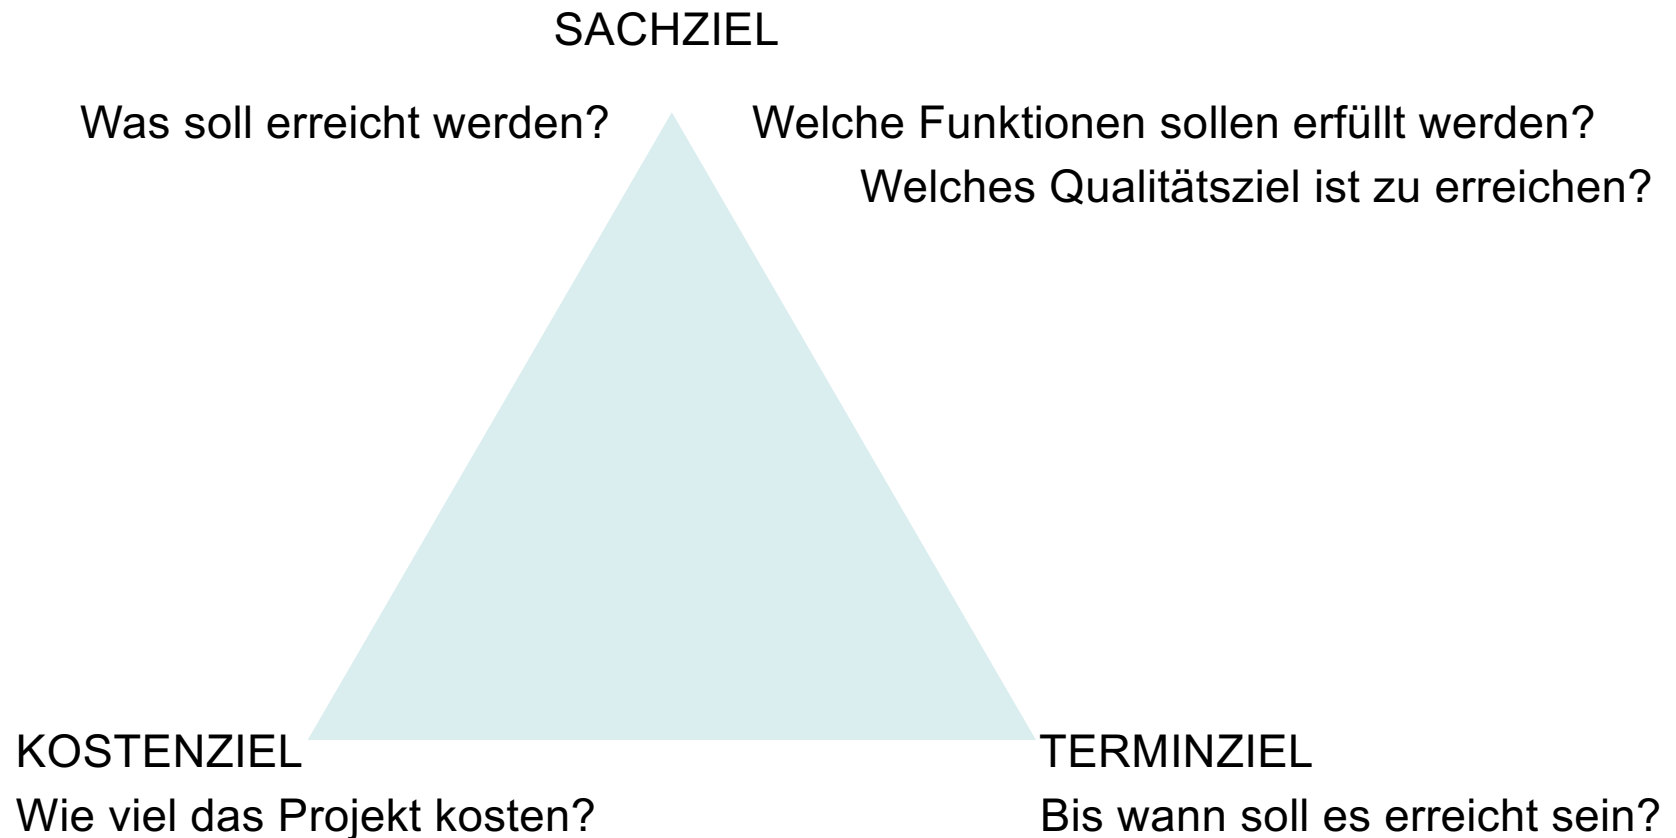 SACHZIEL
Was soll erreicht werden?
Welche Funktionen sollen erfüllt werden?
Welches Qualitätsziel ist zu erreichen?
KOSTENZIEL
Wie viel das Projekt kosten?
TERMINZIEL
Bis wann soll es erreicht sein?